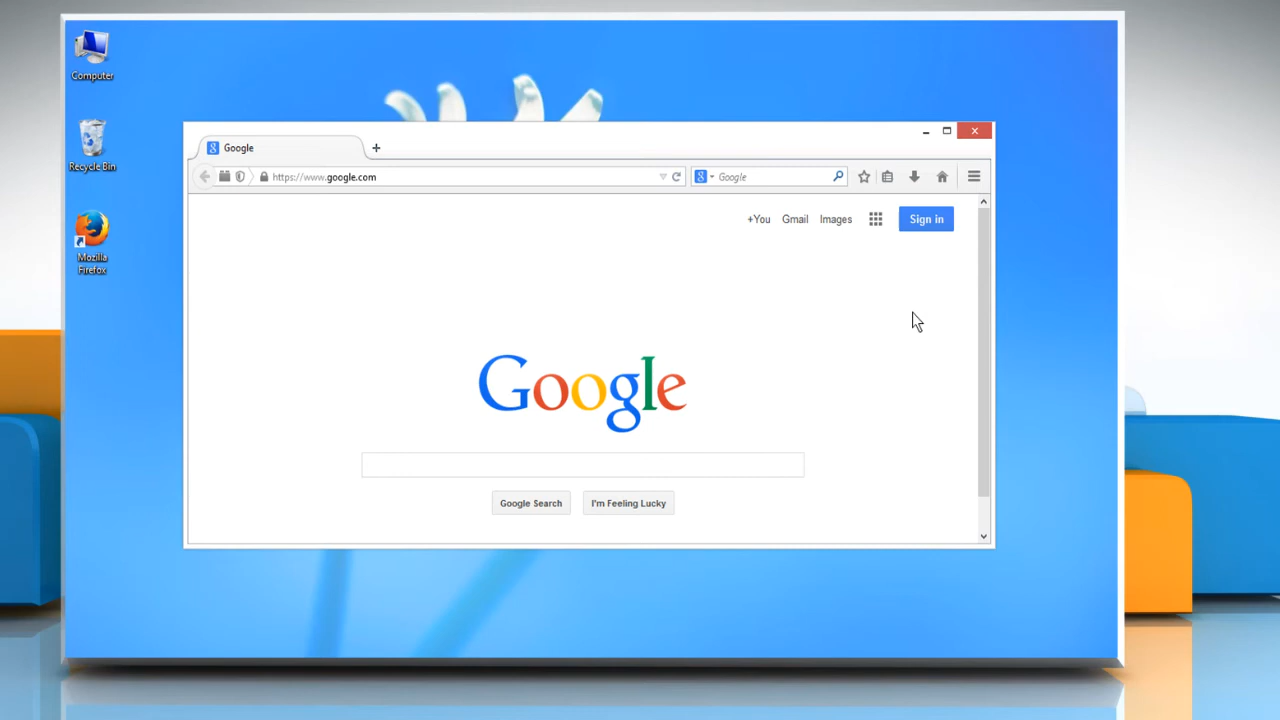 Computer
Recycle Bin
Mozilla
Firefox
Google
https://www.google.com
Google
+You Gmail Images Sign in
Google
Google Search I'm Feeling Lucky